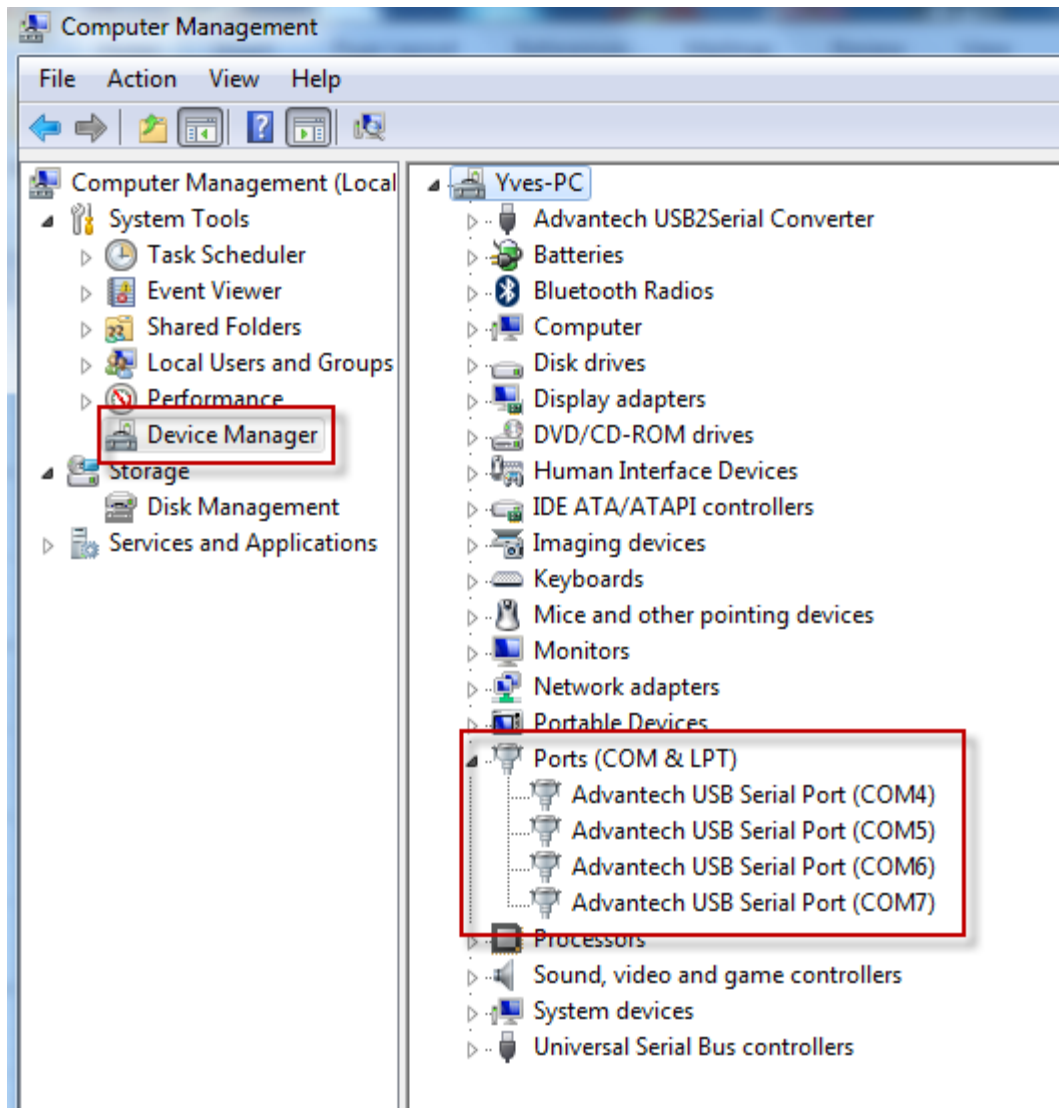 Computer Management
File Action View Help
Computer Management (Local
System Tools
Task Scheduler
Event Viewer
Shared Folders
Local Users and Groups
Performance
Device Manager
Storage
Disk Management
Services and Applications
Yves-PC
Advantech USB2Serial Converter
Batteries
Bluetooth Radios
Computer
Disk drives
Display adapters
DVD/CD-ROM drives
Human Interface Devices
IDE ATA/ATAPI controllers
Imaging devices
Keyboards
Mice and other pointing devices
Monitors
Network adapters
Portable Devices
Ports (COM & LPT)
Advantech USB Serial Port (COM4)
Advantech USB Serial Port (COM5)
Advantech USB Serial Port (COM6)
Advantech USB Serial Port (COM7)
Processors
Sound, video and game controllers
System devices
Universal Serial Bus controllers